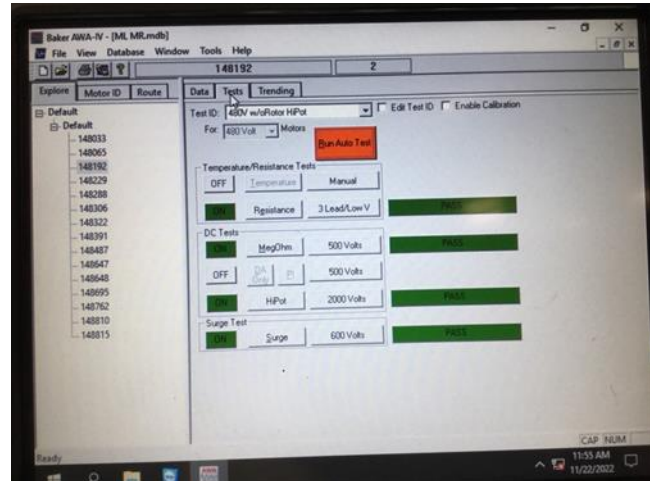 Baker AWA-IV - [ML MR.mdb]
File View Database Window Tools Help
148192 2
Explore Motor ID Route
Data Tests Trending
Default
Default
148033
148065
148192
148229
148288
148306
148322
148391
148487
148647
148648
148695
148762
148810
148815
Test ID: 480V w/oRotor HiPot Edit Test ID Enable Calibration
For: 480 Volt Motors
Run Auto Test
Temperature/Resistance Tests
OFF Temperature Manual
ON Resistance 3 Lead/Low V PASS
DC Tests
ON MegOhm 500 Volts PASS
OFF DA Only PI 500 Volts
ON HiPot 2000 Volts PASS
Surge Test
ON Surge 600 Volts PASS
Ready
CAP NUM
11:55 AM
11/22/2022